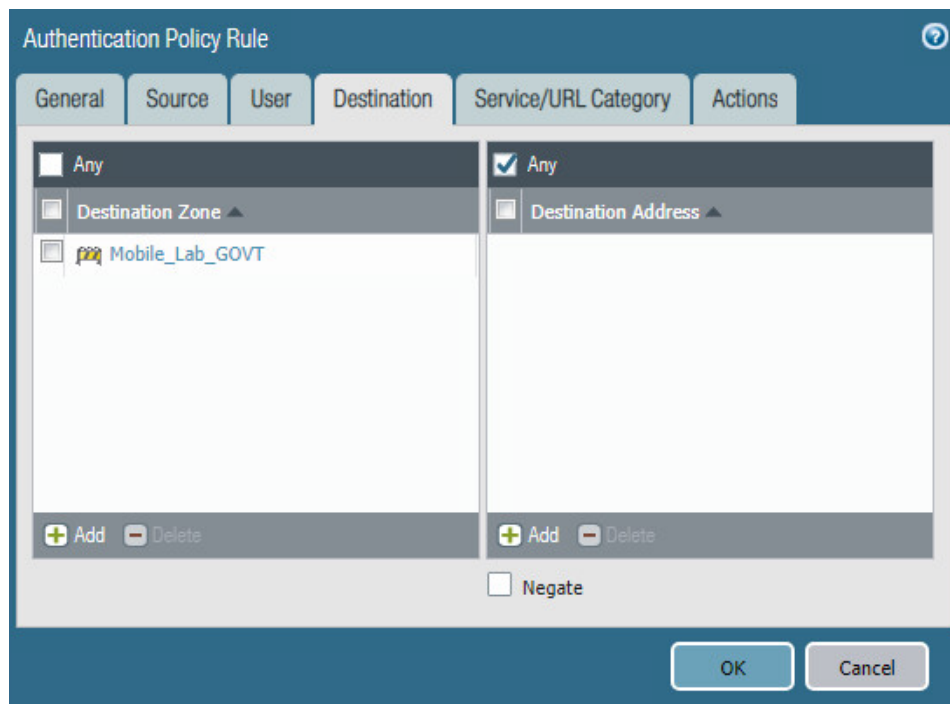 Authentication Policy Rule
General Source User Destination Service/URL Category Actions
Any
Destination Zone
Mobile_Lab_GOVT
Add Delete
Any
Destination Address
Add Delete
Negate
OK Cancel